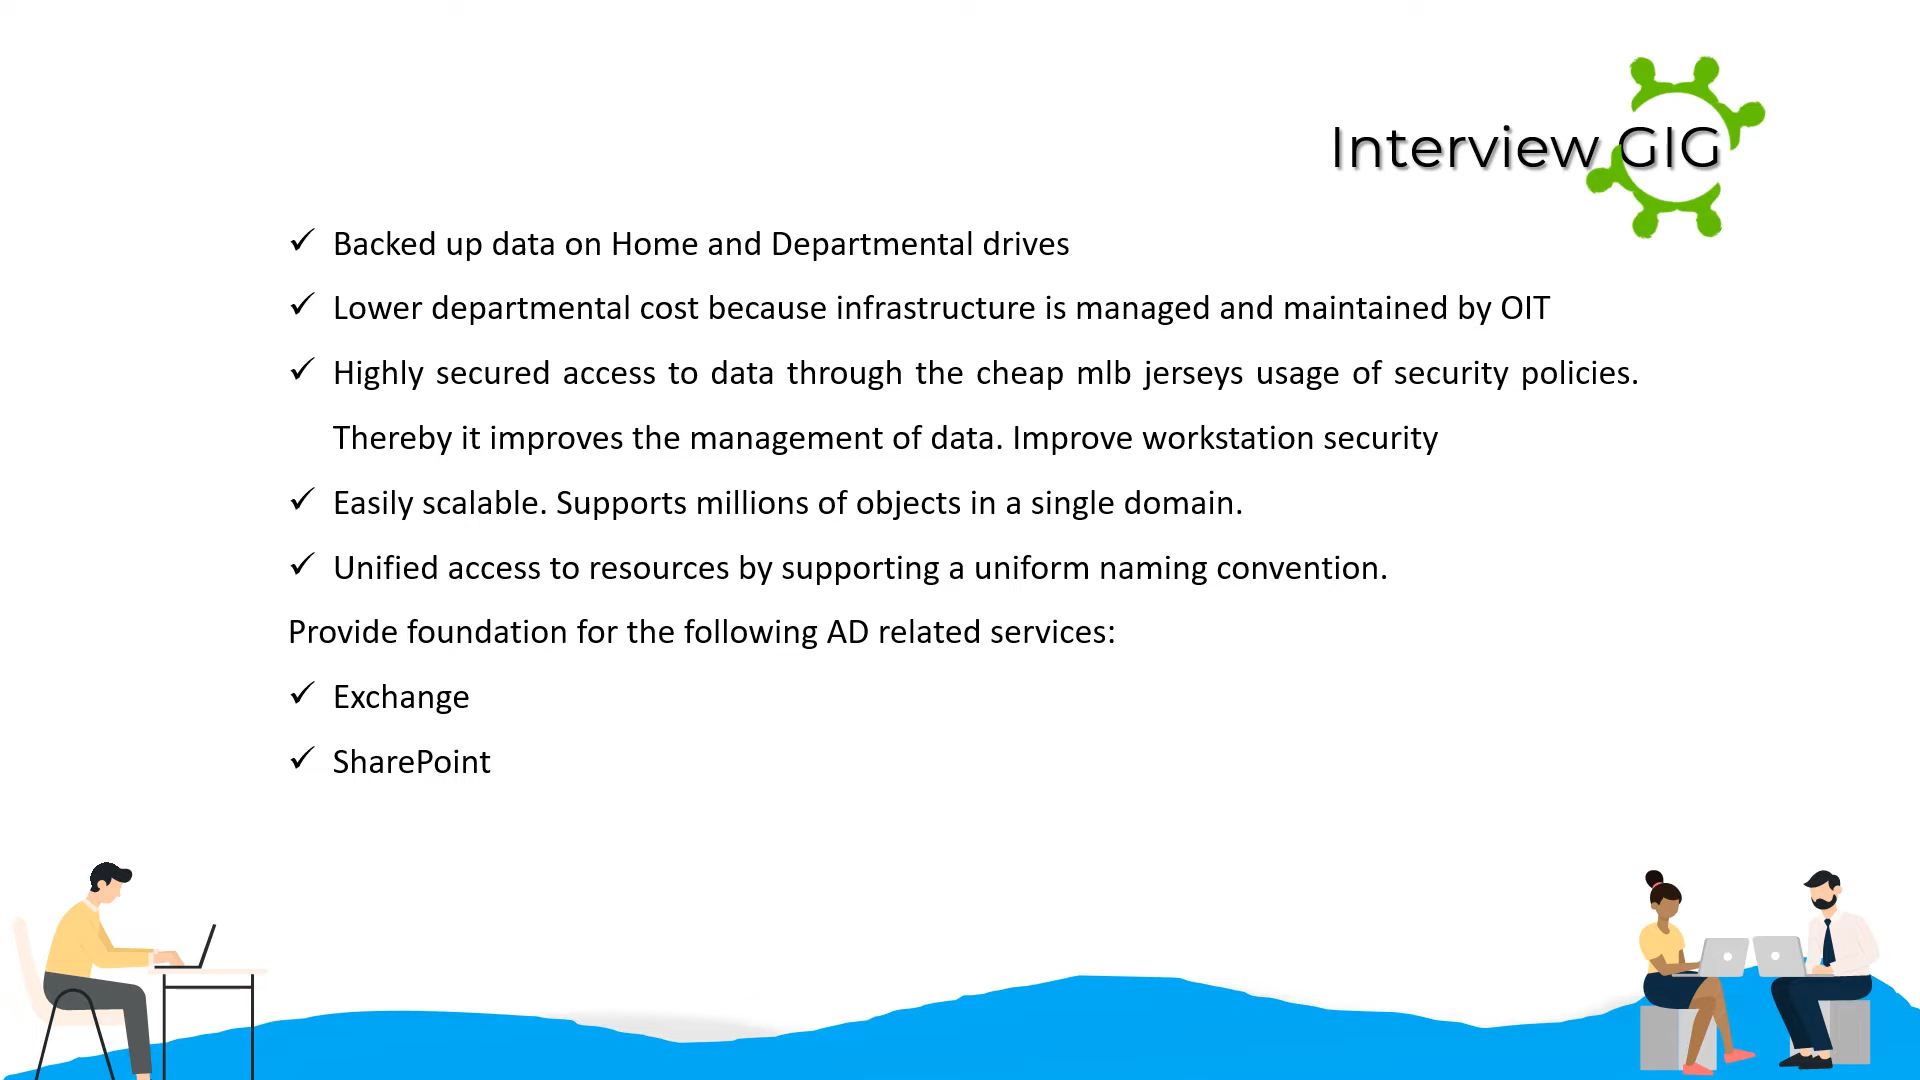 Interview GIG
✓ Backed up data on Home and Departmental drives
✓ Lower departmental cost because infrastructure is managed and maintained by OIT
✓ Highly secured access to data through the cheap mlb jerseys usage of security policies.
Thereby it improves the management of data. Improve workstation security
✓ Easily scalable. Supports millions of objects in a single domain.
✓ Unified access to resources by supporting a uniform naming convention.
Provide foundation for the following AD related services:
✓ Exchange
✓ SharePoint